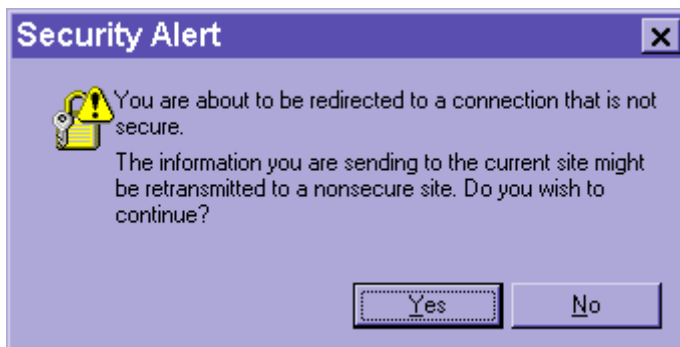 Security Alert
You are about to be redirected to a connection that is not
secure.
The information you are sending to the current site might
be retransmitted to a nonsecure site. Do you wish to
continue?
Yes
No